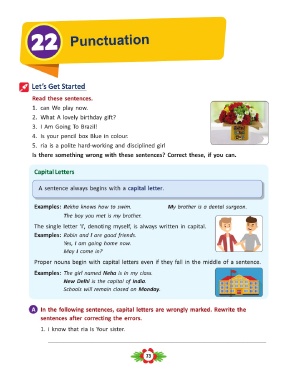 22 Punctuation
Let's Get Started
Read these sentences.
1. can We play now.
2. What A lovely birthday gift?
3. I Am Going To Brazil!
4. Is your pencil box Blue in colour.
5. ria is a polite hard-working and disciplined girl
Is there something wrong with these sentences? Correct these, if you can.
Capital Letters
A sentence always begins with a capital letter.
Examples: Rekha knows how to swim. My brother is a dental surgeon.
The boy you met is my brother.
The single letter 'I', denoting myself, is always written in capital.
Examples: Robin and I are good friends.
Yes, I am going home now.
May I come in?
Proper nouns begin with capital letters even if they fall in the middle of a sentence.
Examples: The girl named Neha is in my class.
New Delhi is the capital of India.
Schools will remain closed on Monday.
A In the following sentences, capital letters are wrongly marked. Rewrite the
sentences after correcting the errors.
1. i know that ria is Your sister.
73